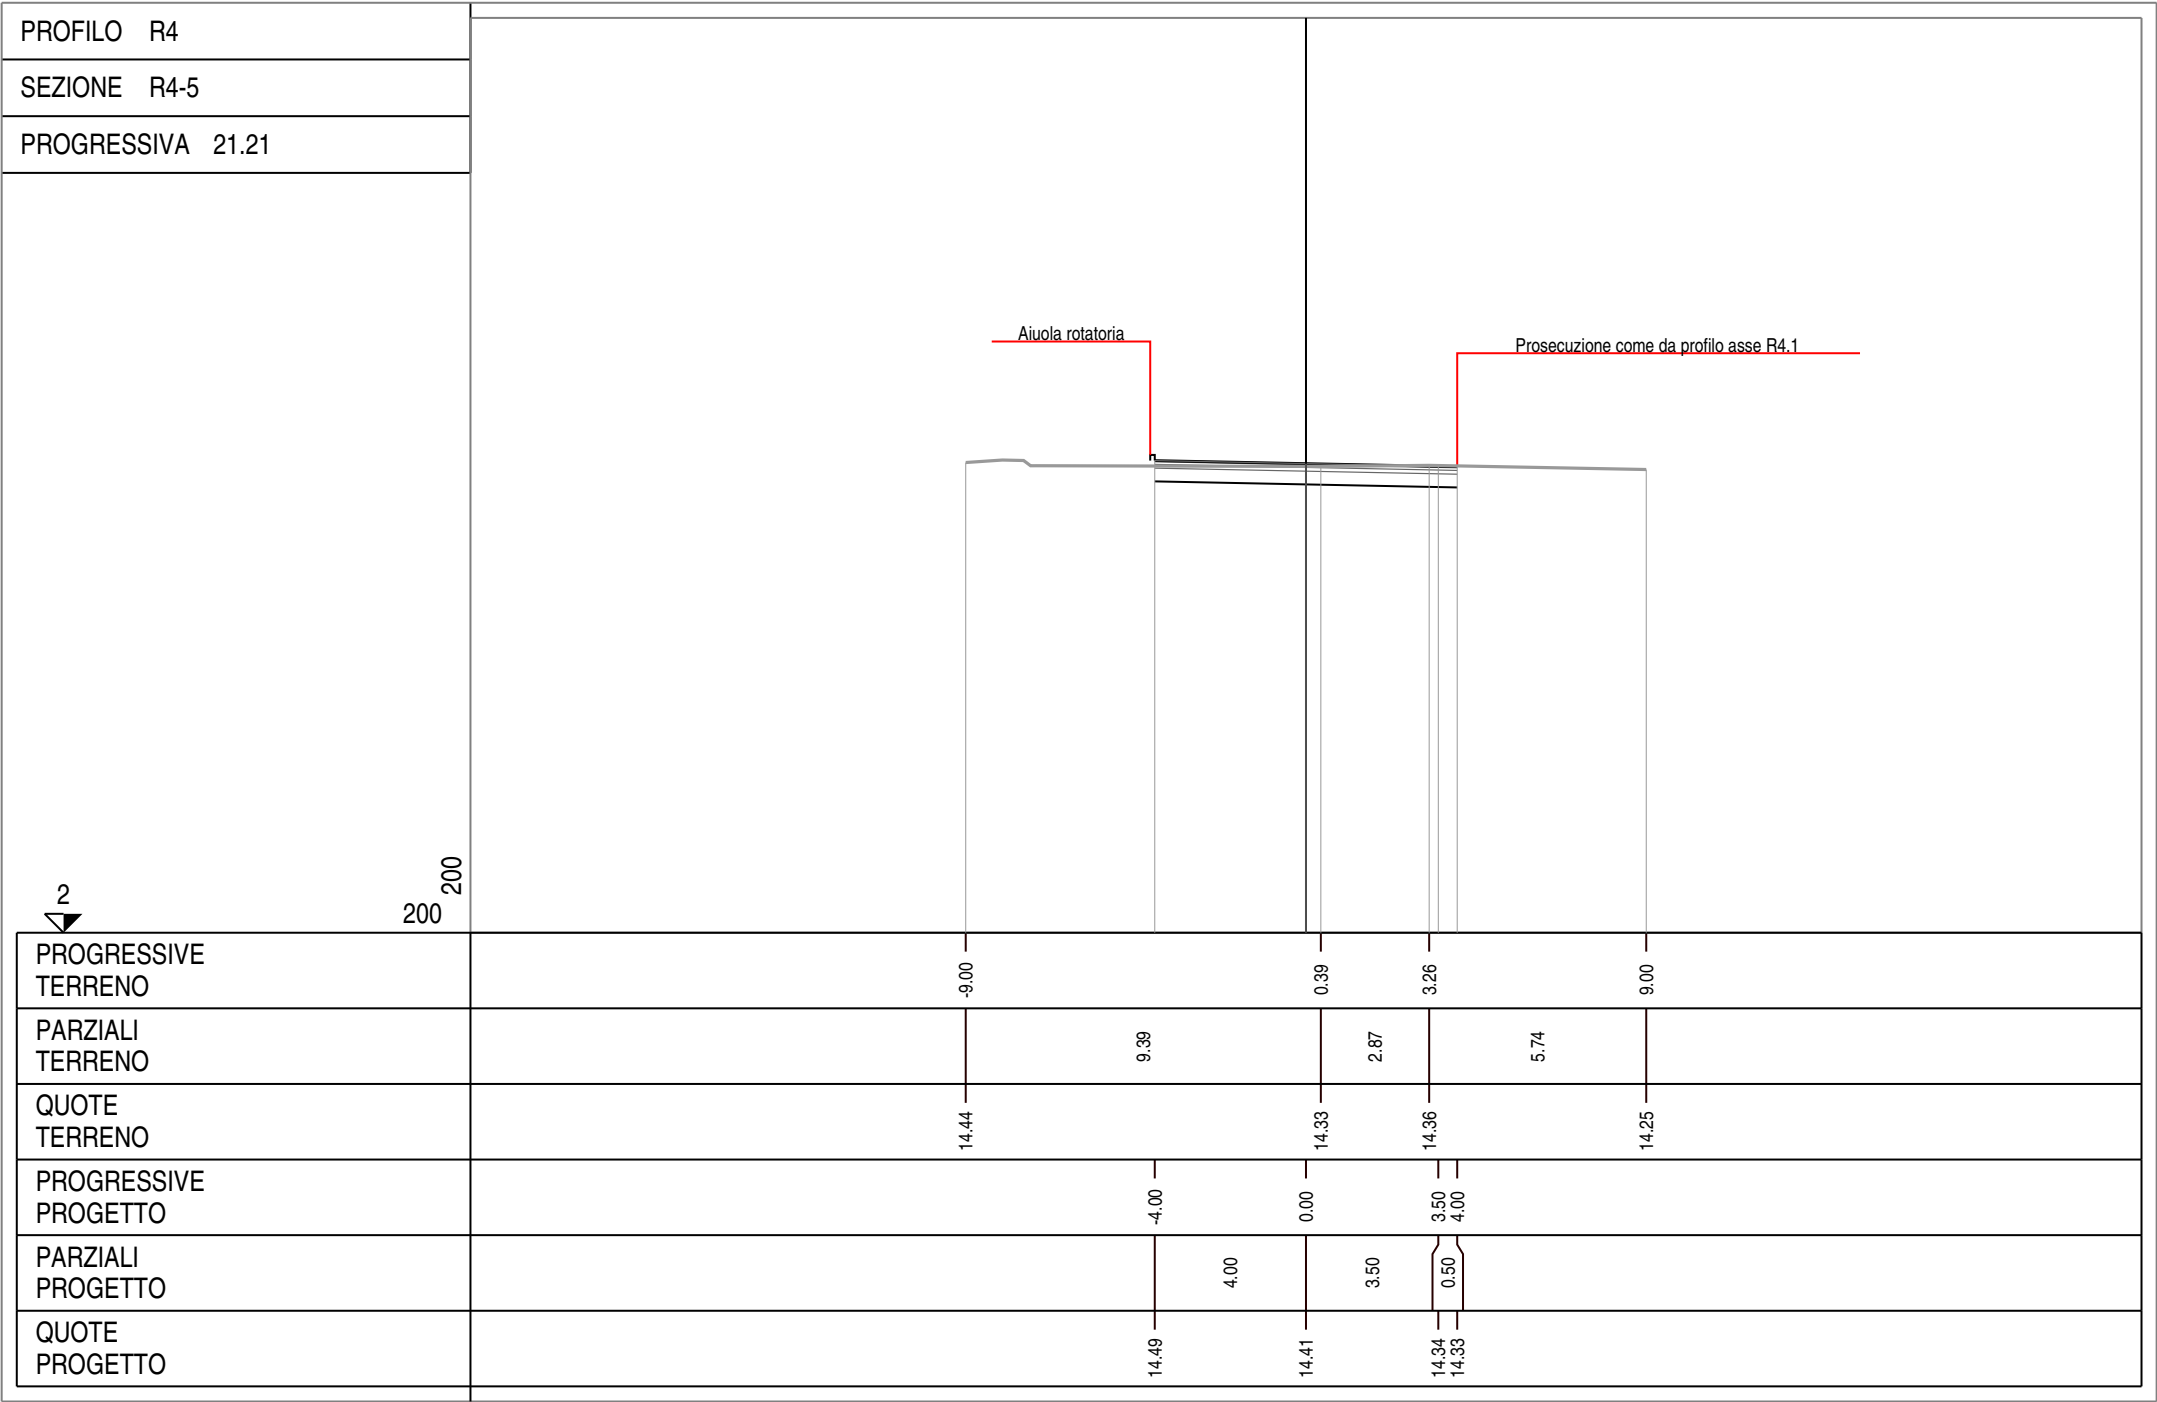 PROFILO R4
SEZIONE R4-5
PROGRESSIVA 21.21
Aiuola rotatoria
Prosecuzione come da profilo asse R4.1
200
2
200
PROGRESSIVE
TERRENO
-9.00 0.39 3.26 9.00
PARZIALI
TERRENO
9.39 2.87 5.74
QUOTE
TERRENO
14.44 14.33 14.36 14.25
PROGRESSIVE
PROGETTO
-4.00 0.00 3.50 4.00
PARZIALI
PROGETTO
4.00 3.50 0.50
QUOTE
PROGETTO
14.49 14.41 14.34 14.33